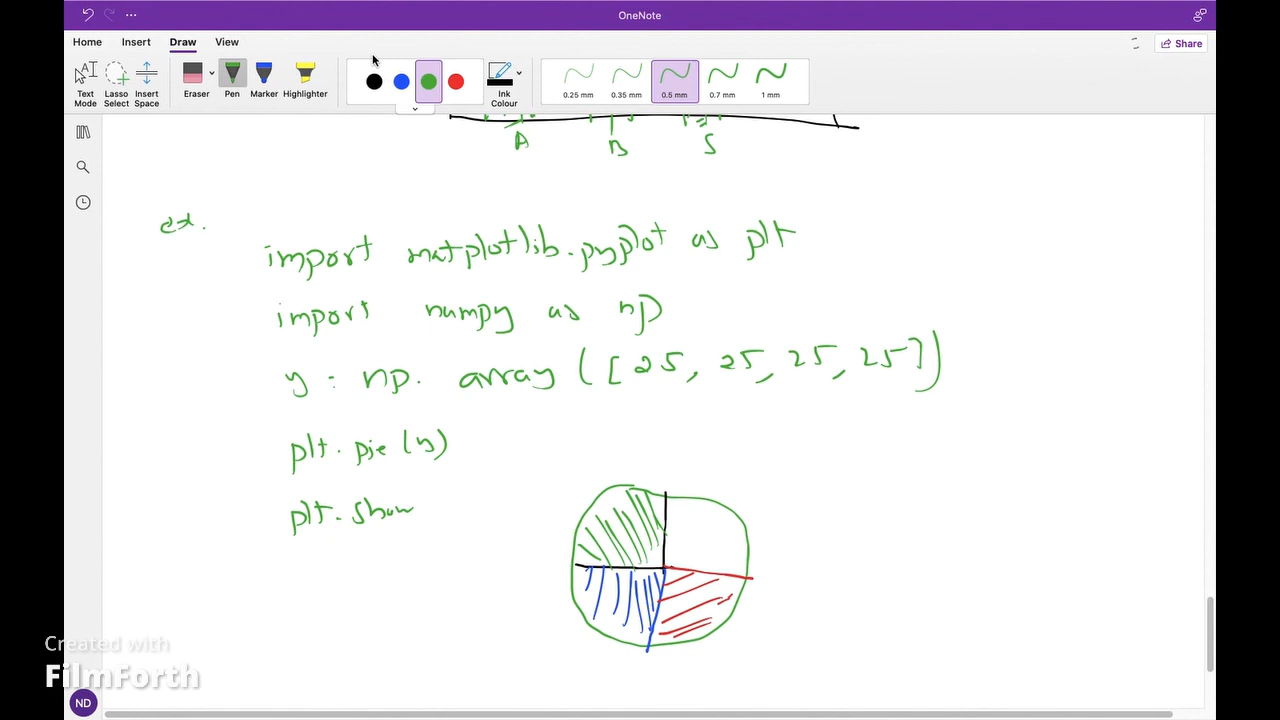 OneNote
Home Insert Draw View
Share
Text Mode
Lasso Select
Insert Space
Eraser
Pen
Marker
Highlighter
Ink Colour
0.25 mm
0.35 mm
0.5 mm
0.7 mm
1 mm
A B S
ex.
import matplotlib.pyplot as plt
import numpy as np
y = np. array ([25, 25, 25, 25])
plt. pie (y)
plt. show
Created with
FilmForth
ND